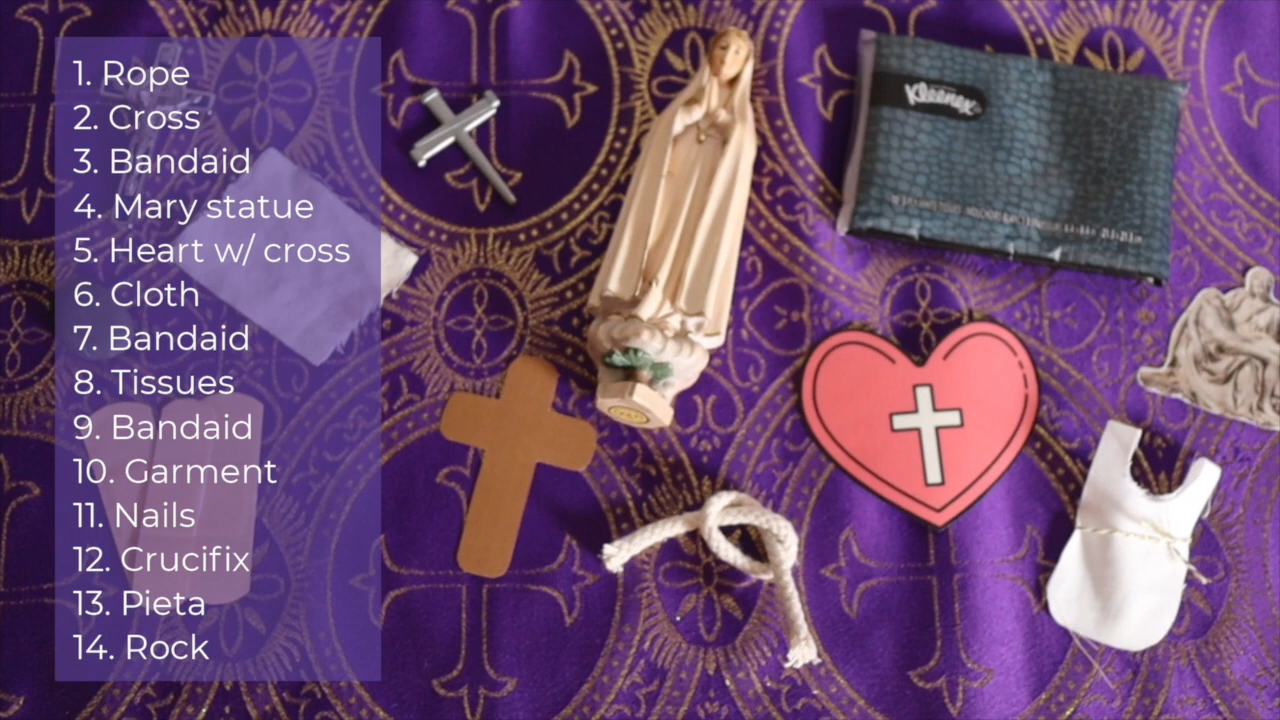 1. Rope
2. Cross
3. Bandaid
4. Mary statue
5. Heart w/ cross
6. Cloth
7. Bandaid
8. Tissues
9. Bandaid
10. Garment
11. Nails
12. Crucifix
13. Pieta
14. Rock
Kleenex